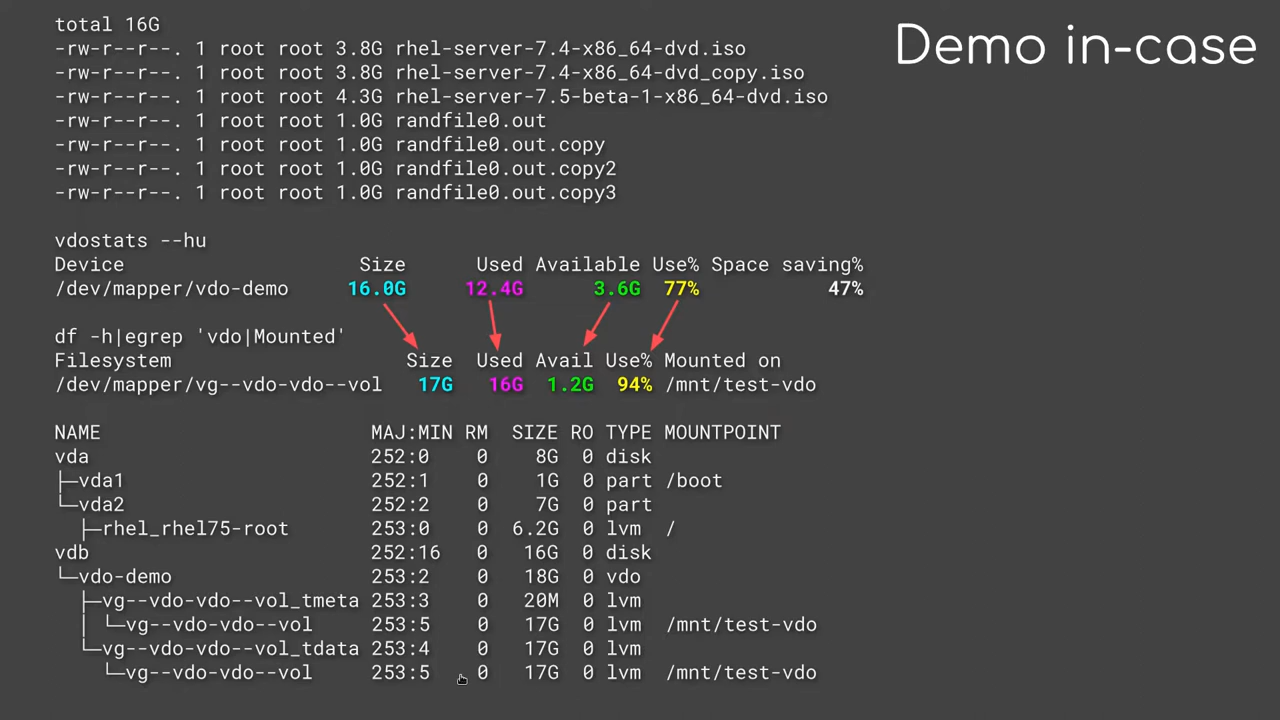 Demo in-case
total 16G
-rw-r--r--. 1 root root 3.8G rhel-server-7.4-x86_64-dvd.iso
-rw-r--r--. 1 root root 3.8G rhel-server-7.4-x86_64-dvd_copy.iso
-rw-r--r--. 1 root root 4.3G rhel-server-7.5-beta-1-x86_64-dvd.iso
-rw-r--r--. 1 root root 1.0G randfile0.out
-rw-r--r--. 1 root root 1.0G randfile0.out.copy
-rw-r--r--. 1 root root 1.0G randfile0.out.copy2
-rw-r--r--. 1 root root 1.0G randfile0.out.copy3
vdostats --hu
Device Size Used Available Use% Space saving%
/dev/mapper/vdo-demo 16.0G 12.4G 3.6G 77% 47%
df -h|egrep 'vdo|Mounted'
Filesystem Size Used Avail Use% Mounted on
/dev/mapper/vg--vdo-vdo--vol 17G 16G 1.2G 94% /mnt/test-vdo
NAME MAJ:MIN RM SIZE RO TYPE MOUNTPOINT
vda 252:0 0 8G 0 disk
├─vda1 252:1 0 1G 0 part /boot
└─vda2 252:2 0 7G 0 part
  ├─rhel_rhel75-root 253:0 0 6.2G 0 lvm /
vdb 252:16 0 16G 0 disk
└─vdo-demo 253:2 0 18G 0 vdo
  ├─vg--vdo-vdo--vol_tmeta 253:3 0 20M 0 lvm
  │ └─vg--vdo-vdo--vol 253:5 0 17G 0 lvm /mnt/test-vdo
  └─vg--vdo-vdo--vol_tdata 253:4 0 17G 0 lvm
    └─vg--vdo-vdo--vol 253:5 0 17G 0 lvm /mnt/test-vdo